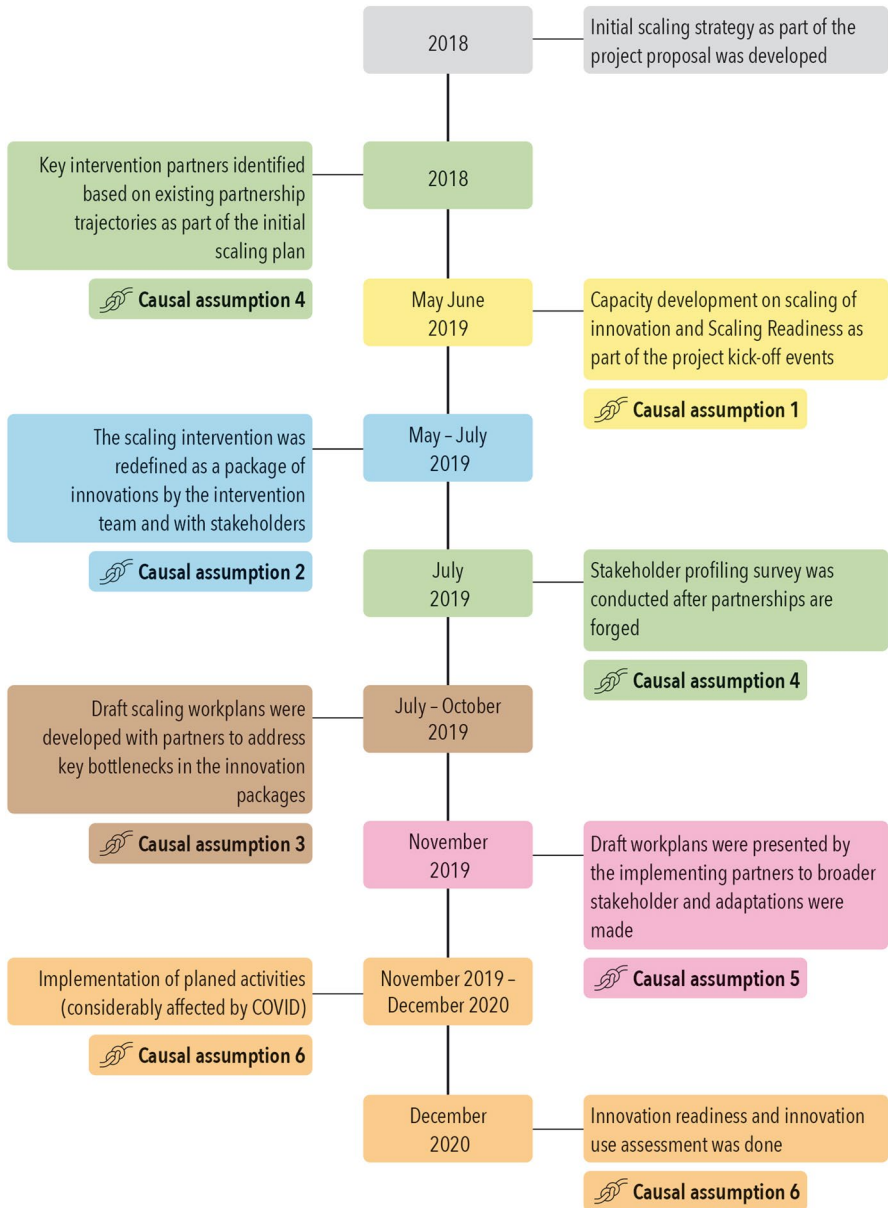 2018
Initial scaling strategy as part of the
project proposal was developed
Key intervention partners identified
based on existing partnership
trajectories as part of the initial
scaling plan
2018
Causal assumption 4
May June
2019
Capacity development on scaling of
innovation and Scaling Readiness as
part of the project kick-off events
Causal assumption 1
The scaling intervention was
redefined as a package of
innovations by the intervention
team and with stakeholders
May – July
2019
Causal assumption 2
July
2019
Stakeholder profiling survey was
conducted after partnerships are
forged
Causal assumption 4
Draft scaling workplans were
developed with partners to address
key bottlenecks in the innovation
packages
July – October
2019
Causal assumption 3
November
2019
Draft workplans were presented by
the implementing partners to broader
stakeholder and adaptations were
made
Causal assumption 5
Implementation of planed activities
(considerably affected by COVID)
November 2019 –
December 2020
Causal assumption 6
December
2020
Innovation readiness and innovation
use assessment was done
Causal assumption 6